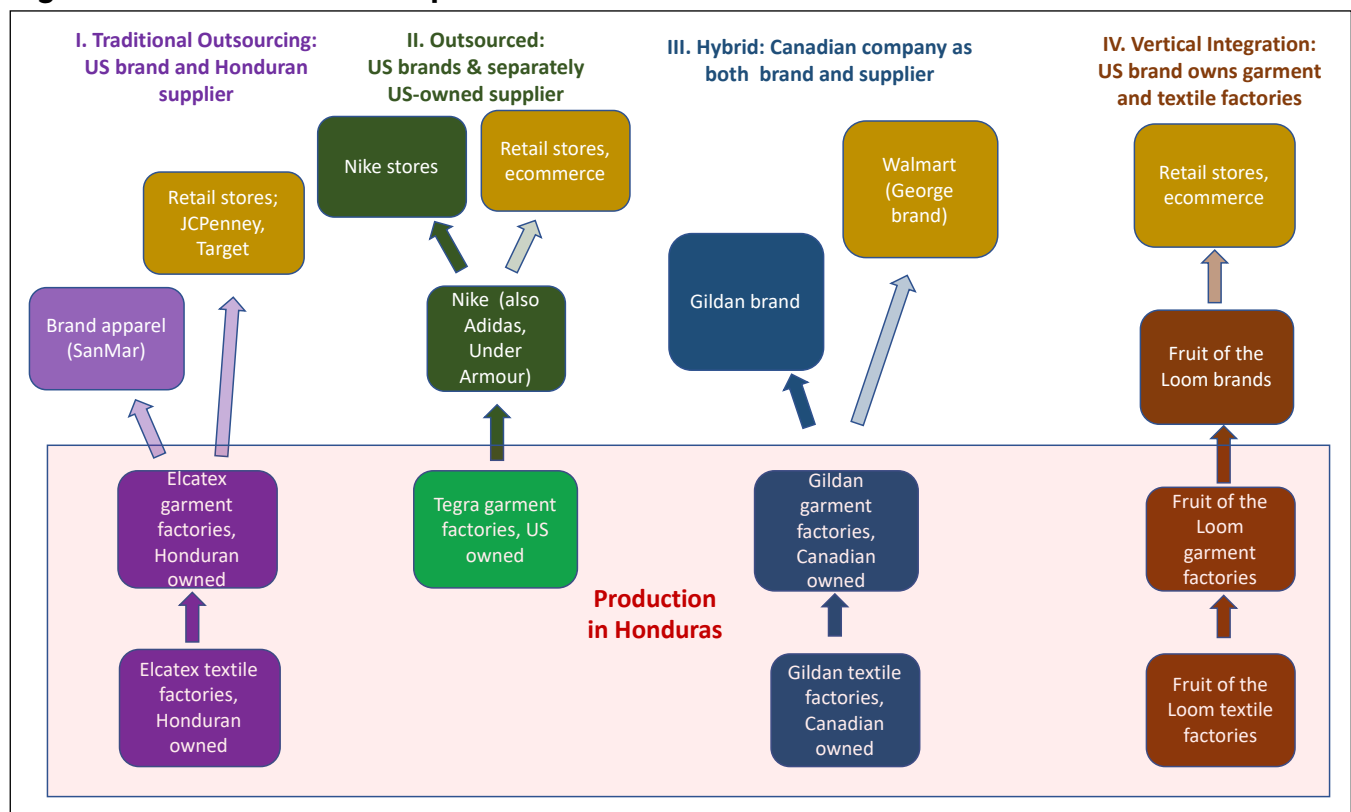 I. Traditional Outsourcing:
US brand and Honduran
supplier
II. Outsourced:
US brands & separately
US-owned supplier
III. Hybrid: Canadian company as
both brand and supplier
IV. Vertical Integration:
US brand owns garment
and textile factories
Nike stores
Retail stores,
ecommerce
Walmart
(George
brand)
Retail stores,
ecommerce
Retail stores;
JCPenney,
Target
Gildan brand
Brand apparel
(SanMar)
Nike (also
Adidas,
Under
Armour)
Fruit of the
Loom brands
Elcatex
garment
factories,
Honduran
owned
Tegra garment
factories, US
owned
Gildan
garment
factories,
Canadian
owned
Fruit of the
Loom
garment
factories
Production
in Honduras
Elcatex textile
factories,
Honduran
owned
Gildan textile
factories,
Canadian
owned
Fruit of the
Loom textile
factories